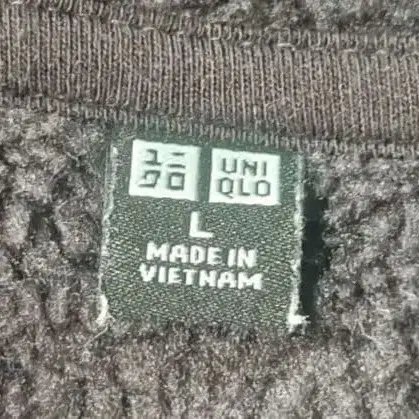 ユニ UNI
クロ QLO
L
MADE IN
VIETNAM